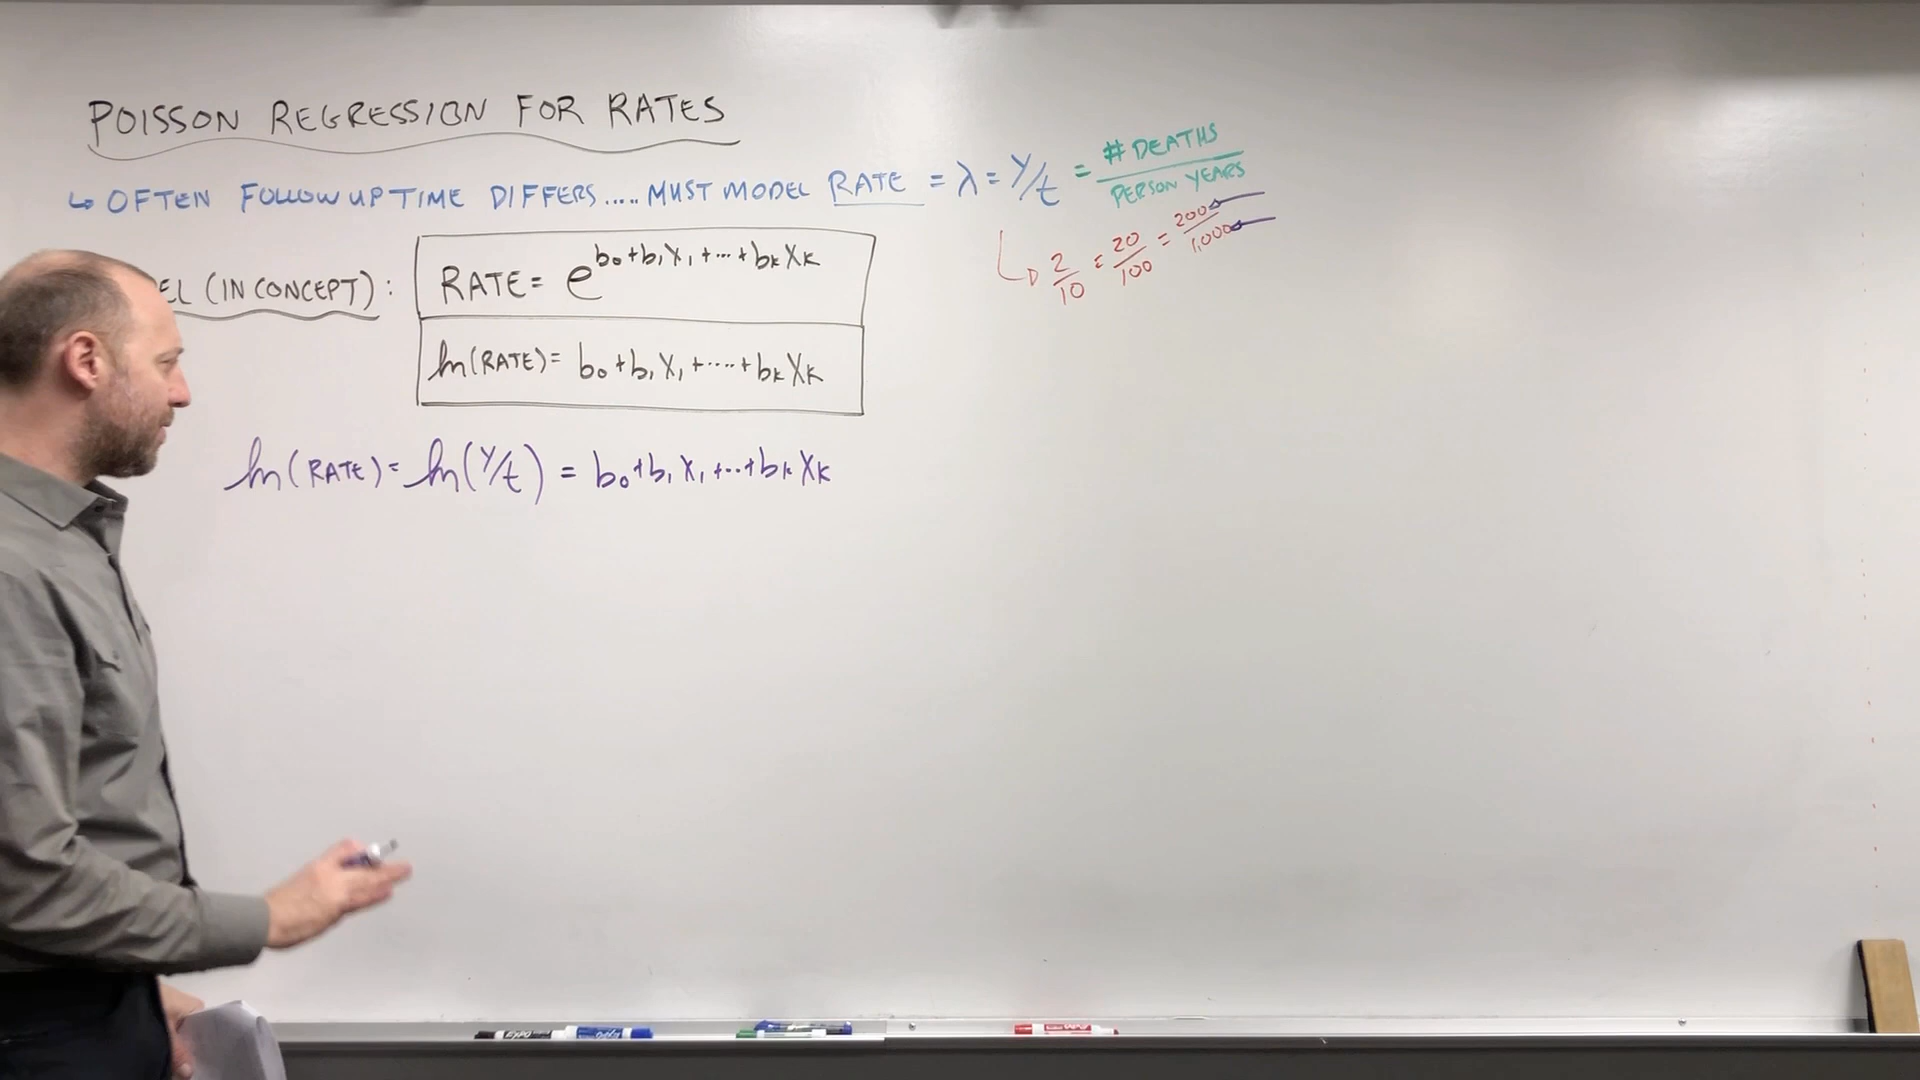 POISSON REGRESSION FOR RATES
↳ OFTEN FOLLOW UP TIME DIFFERS..... MUST MODEL RATE = λ = Y/t = # DEATHS / PERSON YEARS
2/10 = 20/100 = 200/1,000
EL (IN CONCEPT): RATE = e^(b₀+b₁X₁+...+bₖXₖ)
ln(RATE) = b₀+b₁X₁+....+bₖXₖ
ln(RATE) = ln(Y/t) = b₀+b₁X₁+...+bₖXₖ
EXPO